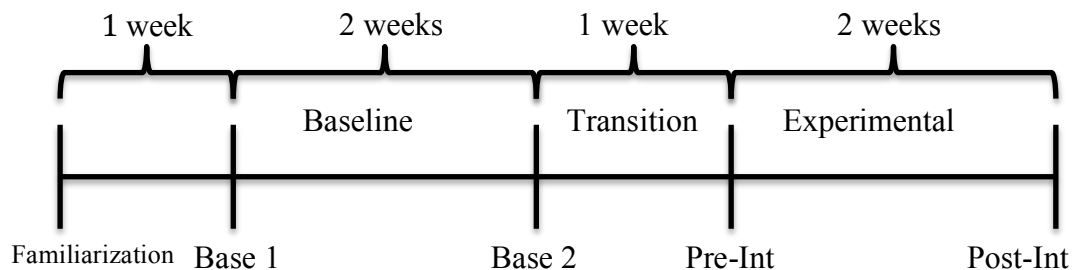 1 week 2 weeks 1 week 2 weeks
Baseline Transition Experimental
Familiarization Base 1 Base 2 Pre-Int Post-Int